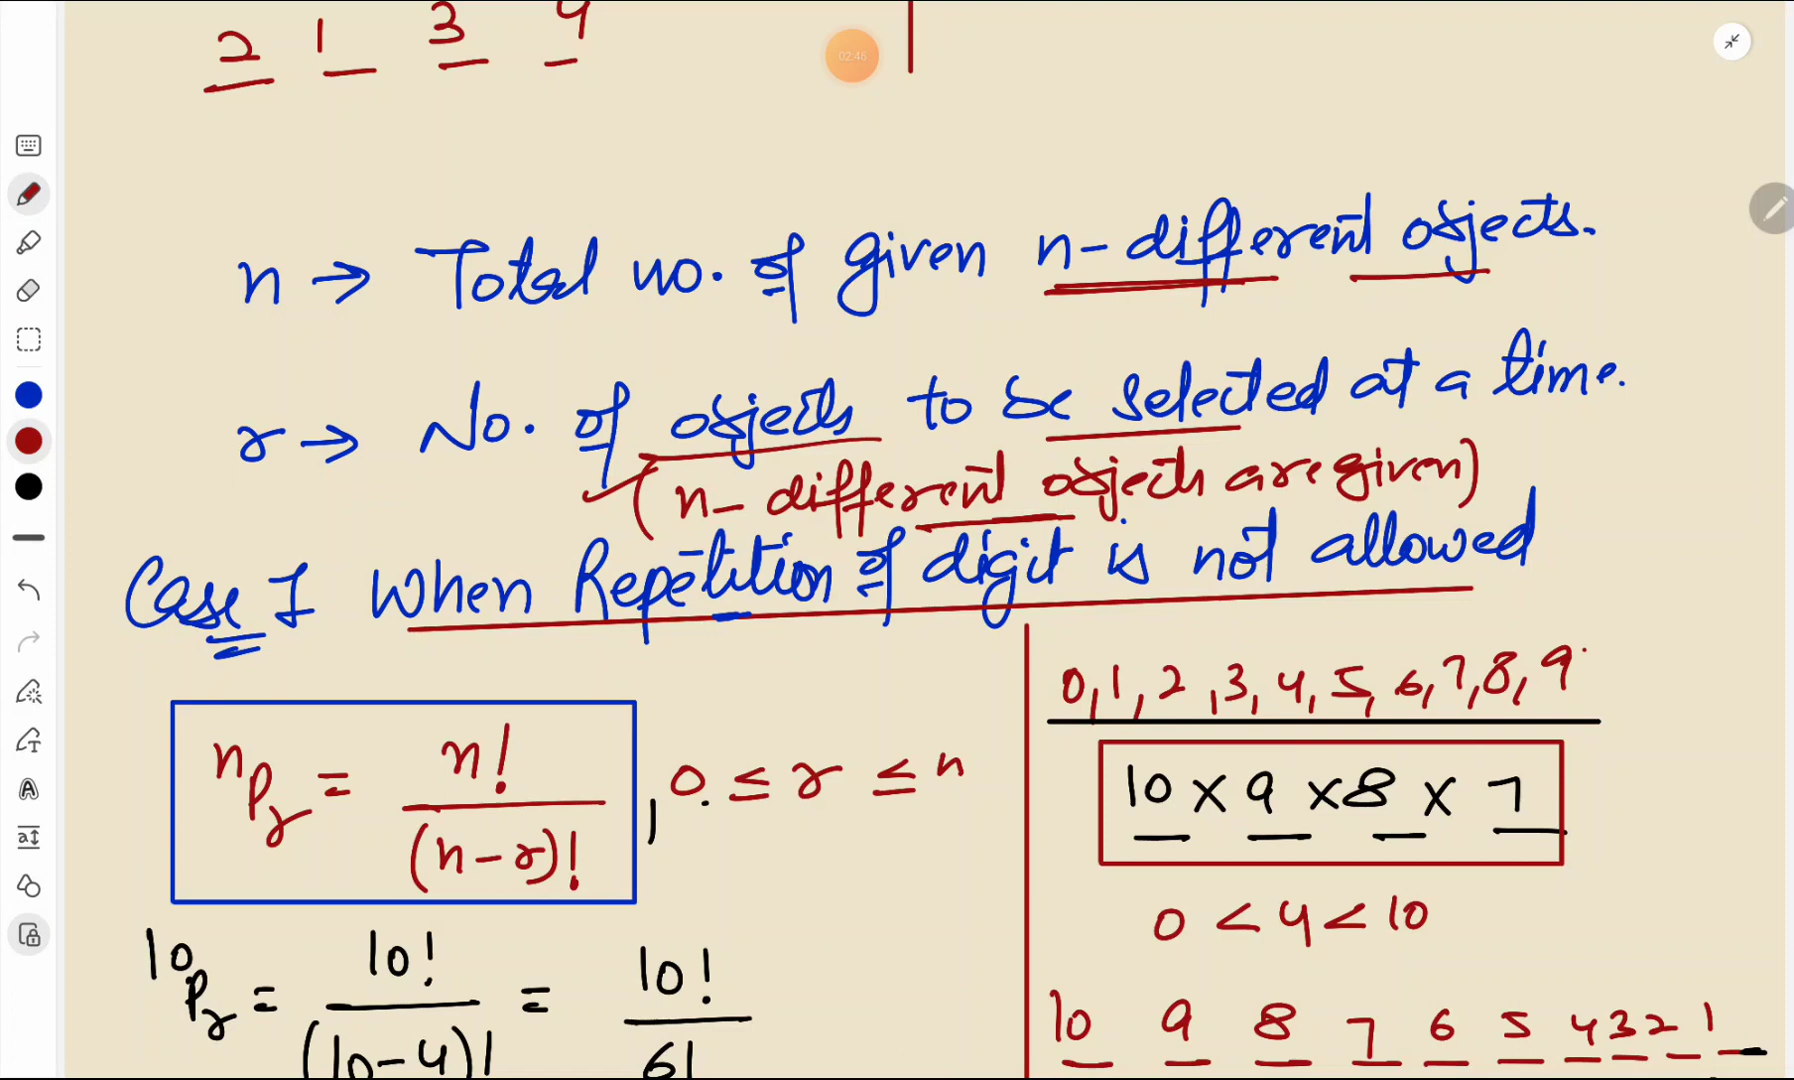 2 1 3 4
02:46
n → Total no. of given n-different objects.
r → No. of objects to be selected at a time.
(n-different objects are given)
Case I When Repetition of digit is not allowed
0,1,2,3,4,5,6,7,8,9
nPr = n! / (n-r)! , 0 ≤ r ≤ n
10 × 9 × 8 × 7
0 < 4 < 10
10Pr = 10! / (10-4)! = 10! / 6!
10 9 8 7 6 5 4 3 2 1